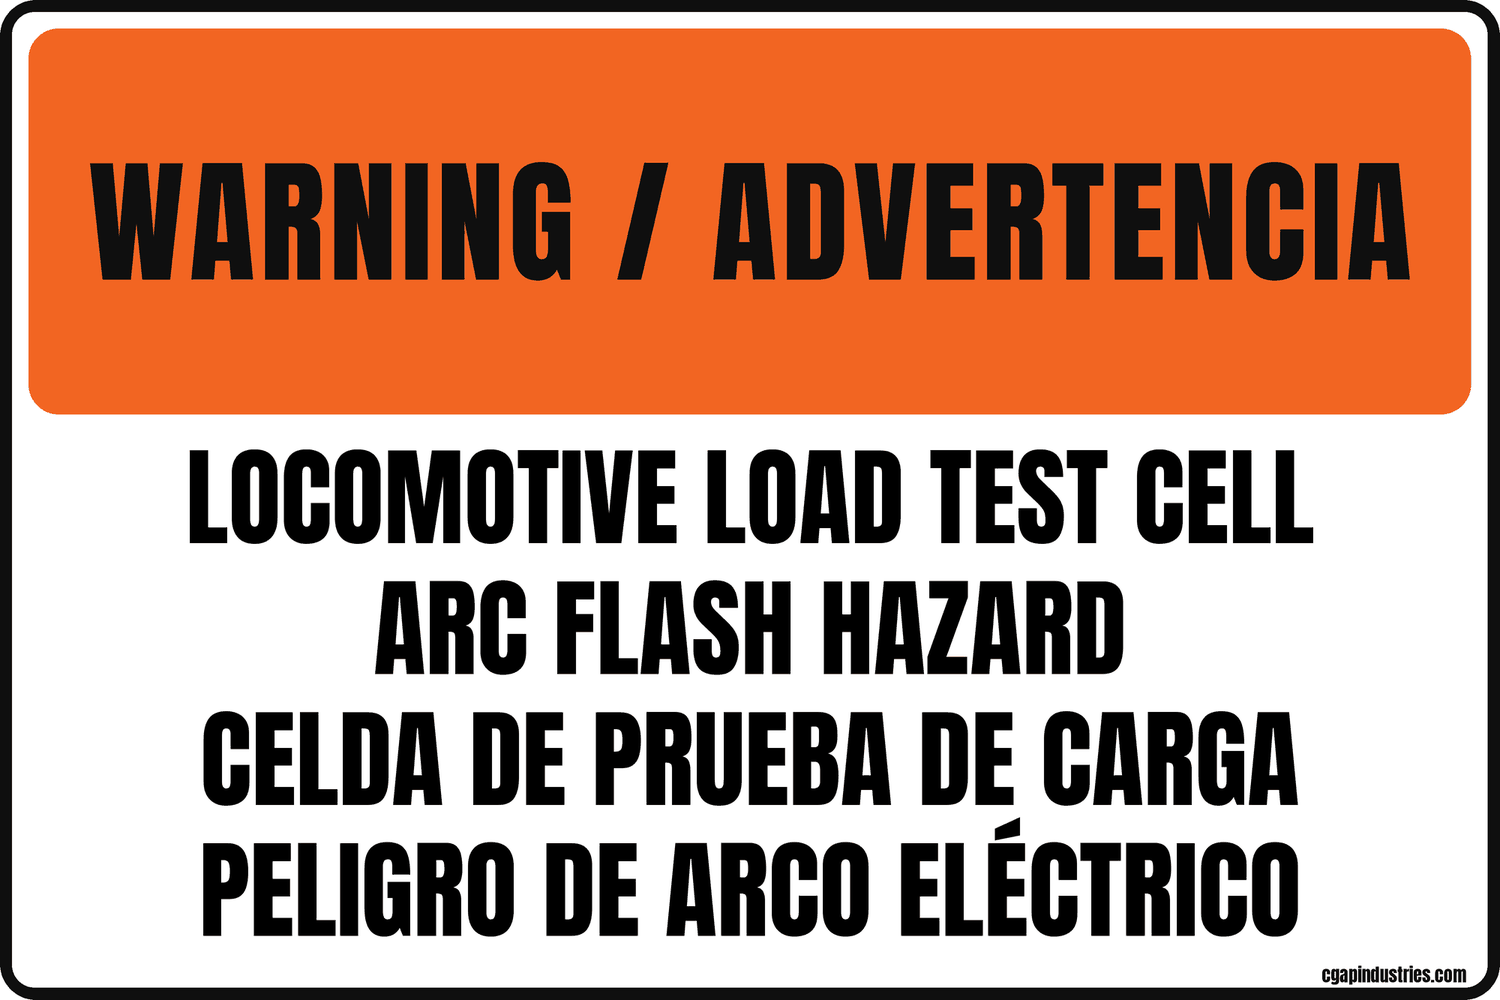 WARNING / ADVERTENCIA
LOCOMOTIVE LOAD TEST CELL
ARC FLASH HAZARD
CELDA DE PRUEBA DE CARGA
PELIGRO DE ARCO ELÉCTRICO
cgapindustries.com